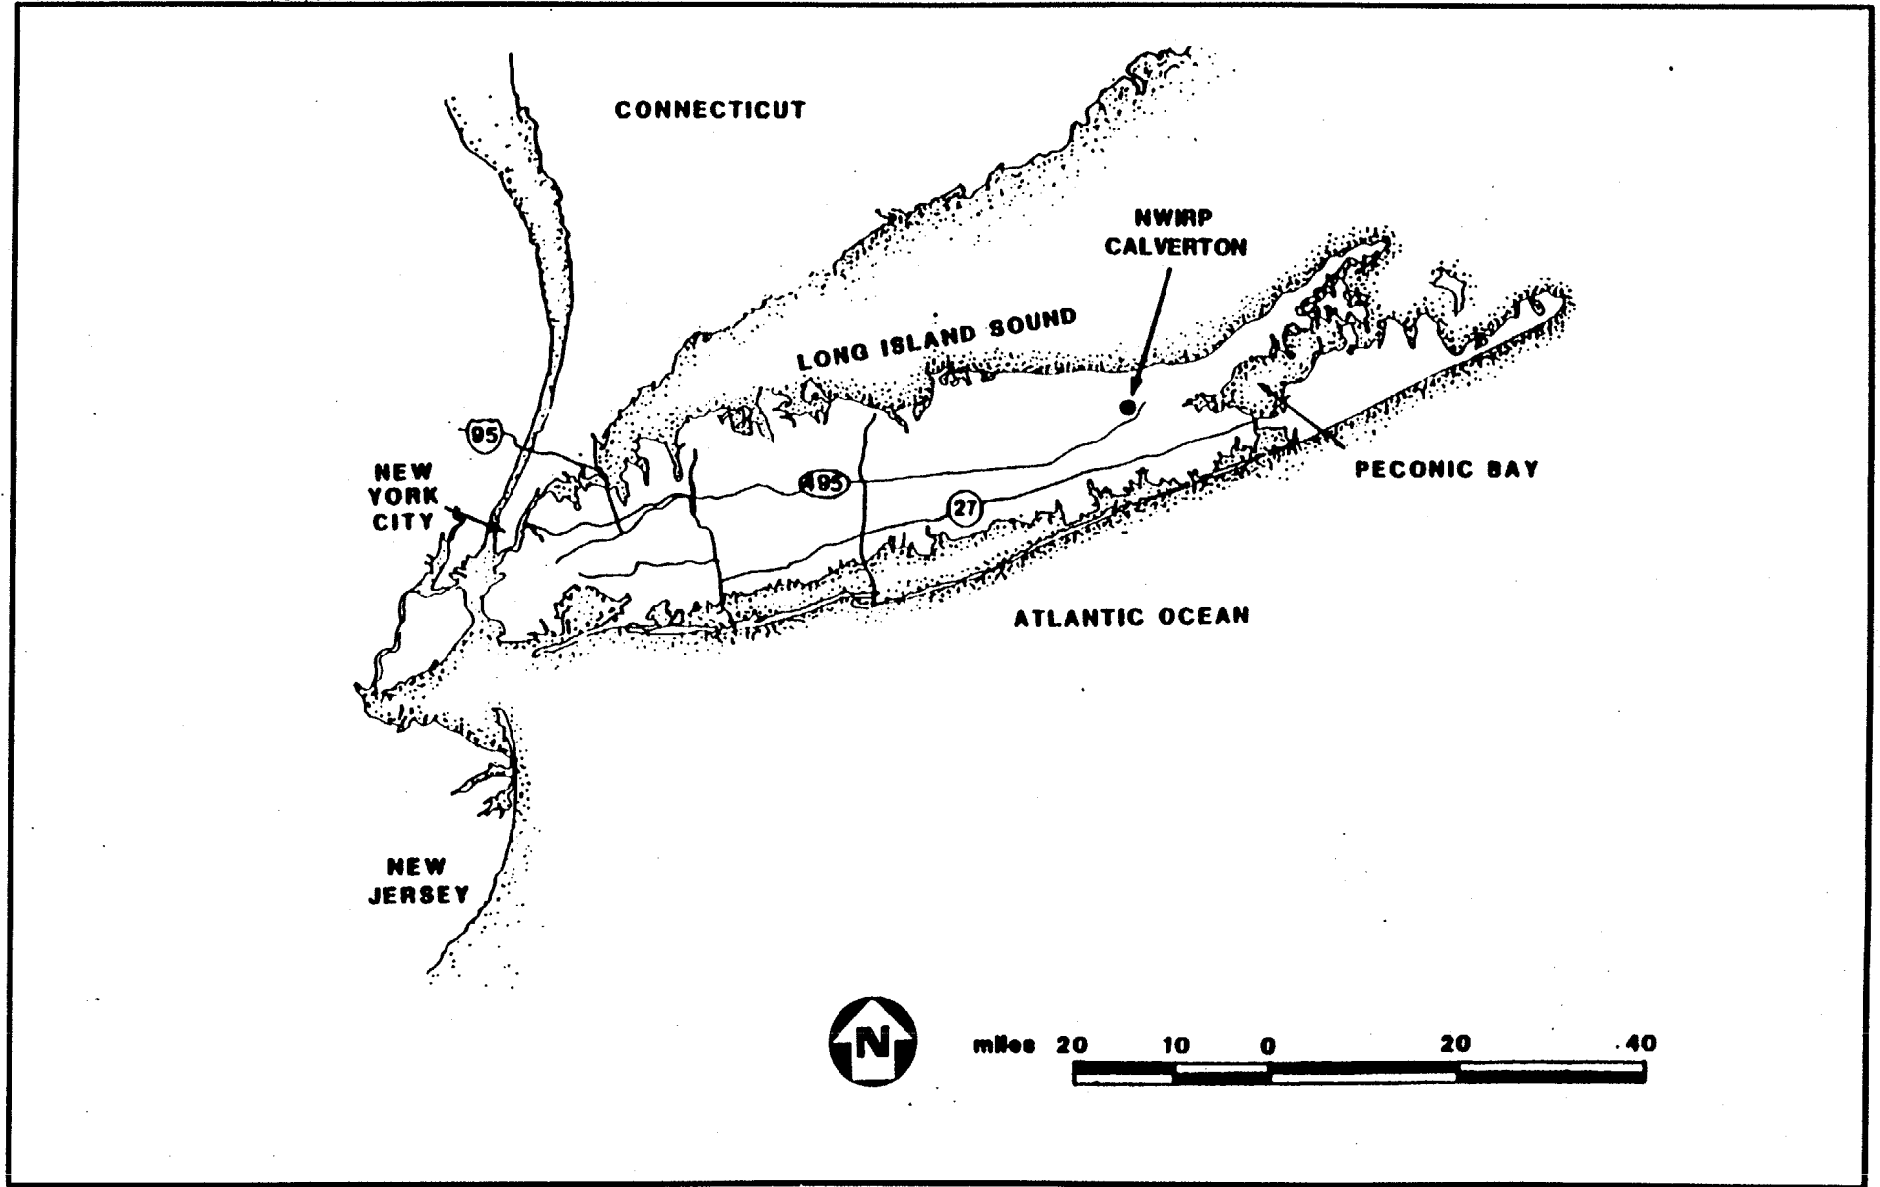 CONNECTICUT
NWIRP
CALVERTON
LONG ISLAND SOUND
95
NEW
YORK
CITY
495
27
PECONIC BAY
ATLANTIC OCEAN
NEW
JERSEY
N
miles 20 10 0 20 40